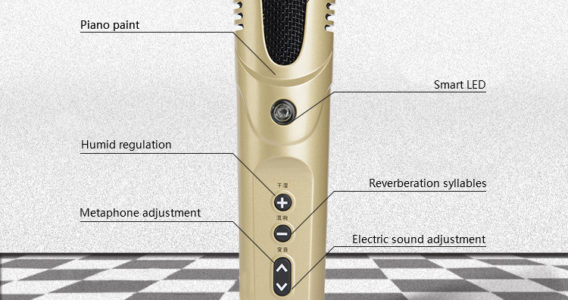 Piano paint
Smart LED
Humid regulation
干湿
Reverberation syllables
混响
Metaphone adjustment
变音
Electric sound adjustment